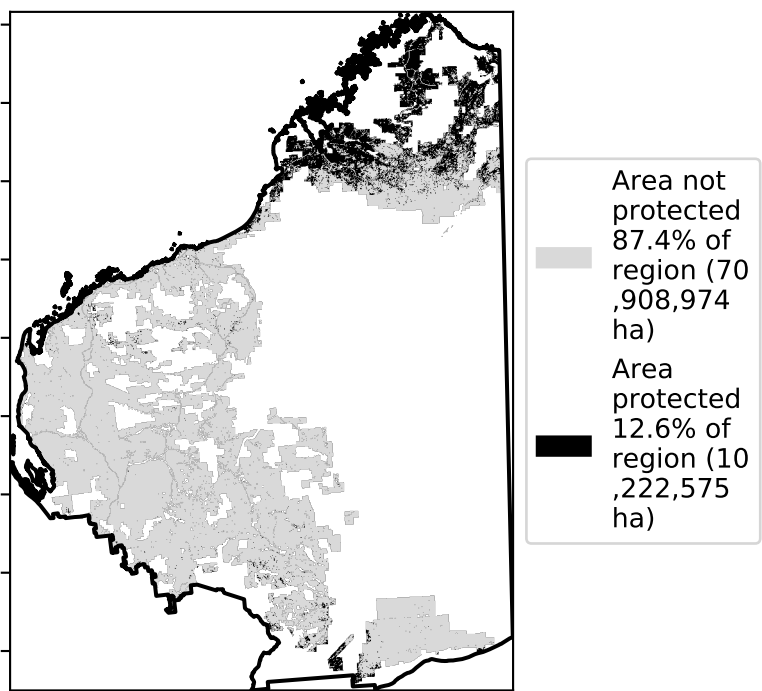 Area not
protected
87.4% of
region (70
,908,974
ha)
Area
protected
12.6% of
region (10
,222,575
ha)